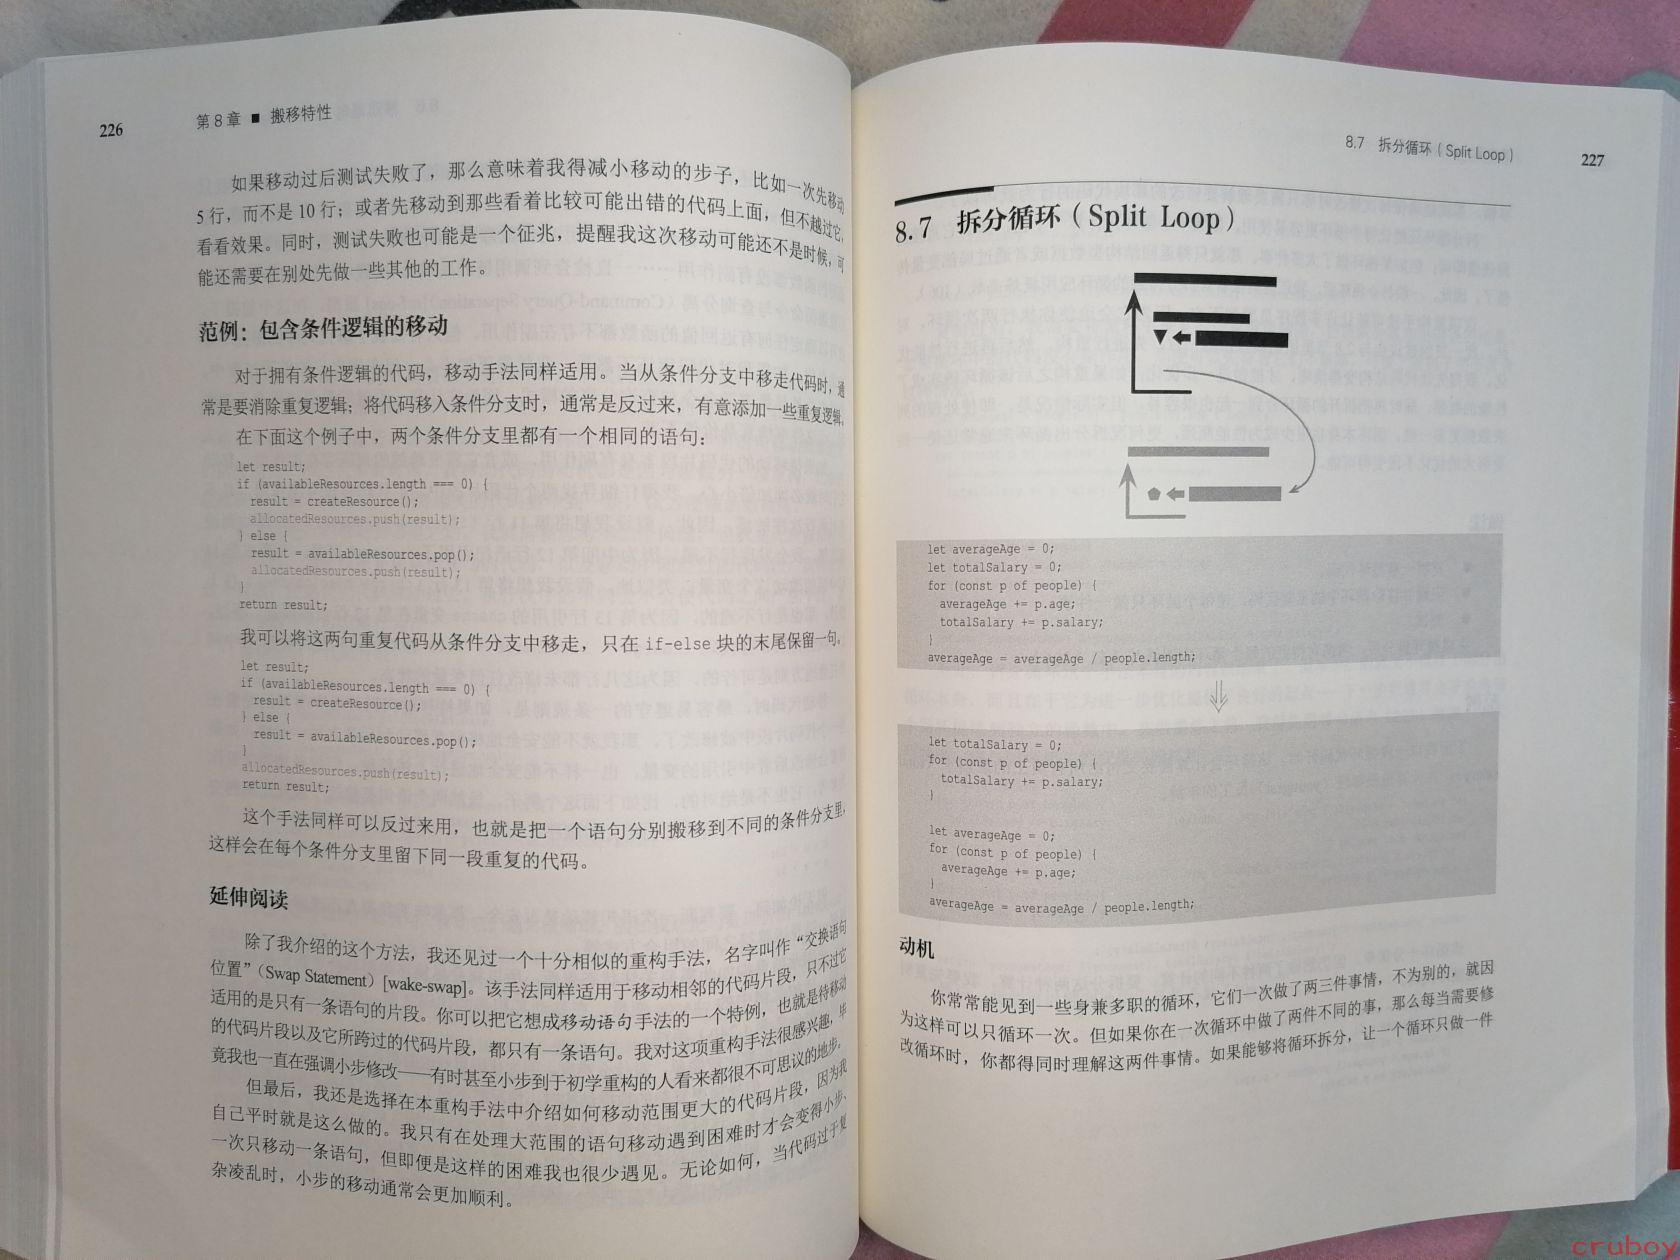 226
第8章 ■ 搬移特性
如果移动过后测试失败了，那么意味着我得减小移动的步子，比如一次先移动
5行，而不是10行；或者先移动到那些看着比较可能出错的代码上面，但不越过它，
看看效果。同时，测试失败也可能是一个征兆，提醒我这次移动可能还不是时候，可
能还需要在别处先做一些其他的工作。
范例：包含条件逻辑的移动
对于拥有条件逻辑的代码，移动手法同样适用。当从条件分支中移走代码时，通
常是要消除重复逻辑；将代码移入条件分支时，通常是反过来，有意添加一些重复逻辑。
在下面这个例子中，两个条件分支里都有一个相同的语句：
let result;
if (availableResources.length === 0) {
result = createResource();
allocatedResources.push(result);
} else {
result = availableResources.pop();
allocatedResources.push(result);
}
return result;
我可以将这两句重复代码从条件分支中移走，只在 if-else 块的末尾保留一句。
let result;
if (availableResources.length === 0) {
result = createResource();
} else {
result = availableResources.pop();
}
allocatedResources.push(result);
return result;
这个手法同样可以反过来用，也就是把一个语句分别搬移到不同的条件分支里，
这样会在每个条件分支里留下同一段重复的代码。
延伸阅读
除了我介绍的这个方法，我还见过一个十分相似的重构手法，名字叫作“交换语句
位置”（Swap Statement）[wake-swap]。该手法同样适用于移动相邻的代码片段，只不过它
适用的是只有一条语句的片段。你可以把它想成移动语句手法的一个特例，也就是待移动
的代码片段以及它所跨过的代码片段，都只有一条语句。我对这项重构手法很感兴趣，毕
竟我也一直在强调小步修改——有时甚至小步到于初学重构的人看来都很不可思议的地步。
但最后，我还是选择在本重构手法中介绍如何移动范围更大的代码片段，因为我
自己平时就是这么做的。我只有在处理大范围的语句移动遇到困难时才会变得小步、
一次只移动一条语句，但即便是这样的困难我也很少遇见。无论如何，当代码过于复
杂凌乱时，小步的移动通常会更加顺利。
8.7 拆分循环（Split Loop）
227
8.7 拆分循环（Split Loop）
let averageAge = 0;
let totalSalary = 0;
for (const p of people) {
averageAge += p.age;
totalSalary += p.salary;
}
averageAge = averageAge / people.length;
let totalSalary = 0;
for (const p of people) {
totalSalary += p.salary;
}
let averageAge = 0;
for (const p of people) {
averageAge += p.age;
}
averageAge = averageAge / people.length;
动机
你常常能见到一些身兼多职的循环，它们一次做了两三件事情，不为别的，就因
为这样可以只循环一次。但如果你在一次循环中做了两件不同的事，那么每当需要修
改循环时，你都得同时理解这两件事情。如果能够将循环拆分，让一个循环只做一件
cruboy